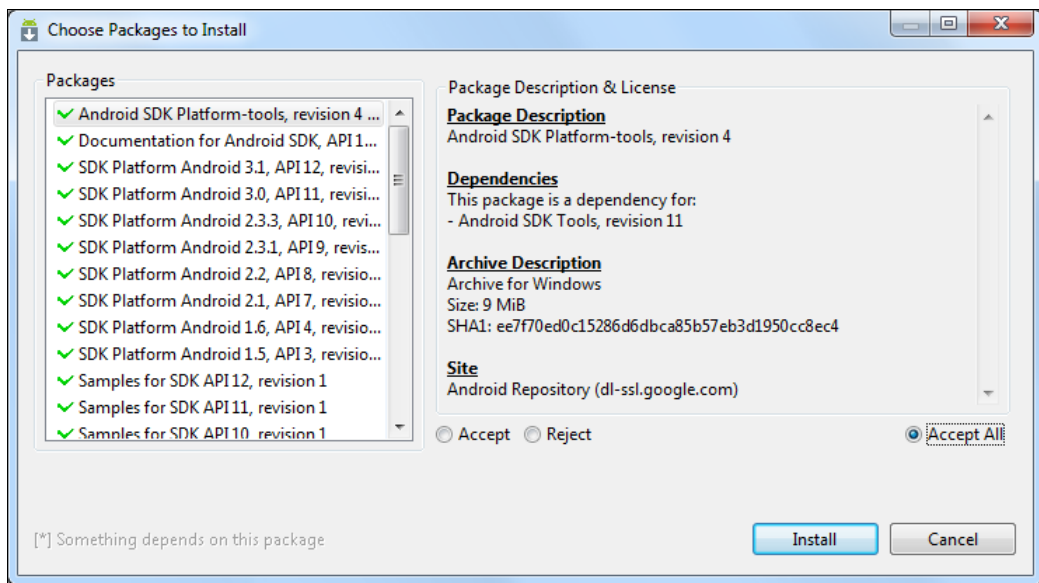 Choose Packages to Install
Packages
Android SDK Platform-tools, revision 4 ...
Documentation for Android SDK, API 1...
SDK Platform Android 3.1, API 12, revisi...
SDK Platform Android 3.0, API 11, revisi...
SDK Platform Android 2.3.3, API 10, revi...
SDK Platform Android 2.3.1, API 9, revis...
SDK Platform Android 2.2, API 8, revisio...
SDK Platform Android 2.1, API 7, revisio...
SDK Platform Android 1.6, API 4, revisio...
SDK Platform Android 1.5, API 3, revisio...
Samples for SDK API 12, revision 1
Samples for SDK API 11, revision 1
Samples for SDK API 10, revision 1
Package Description & License
Package Description
Android SDK Platform-tools, revision 4
Dependencies
This package is a dependency for:
- Android SDK Tools, revision 11
Archive Description
Archive for Windows
Size: 9 MiB
SHA1: ee7f70ed0c15286d6dbca85b57eb3d1950cc8ec4
Site
Android Repository (dl-ssl.google.com)
Accept Reject Accept All
[*] Something depends on this package
Install Cancel